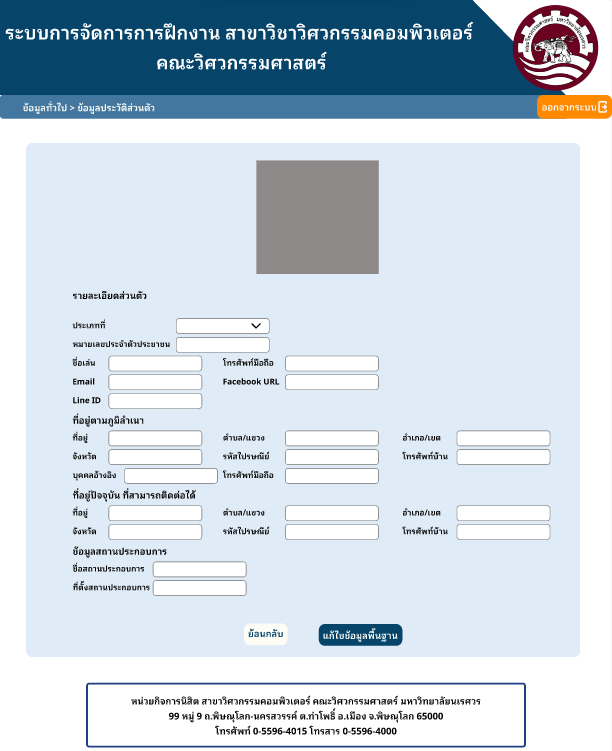 ระบบการจัดการการฝึกงาน สาขาวิชาวิศวกรรมคอมพิวเตอร์
คณะวิศวกรรมศาสตร์
ข้อมูลทั่วไป > ข้อมูลประวัติส่วนตัว
ออกจากระบบ
รายละเอียดส่วนตัว
ประเภทที่
หมายเลขประจำตัวประชาชน
ชื่อเล่น โทรศัพท์มือถือ
Email Facebook URL
Line ID
ที่อยู่ตามภูมิลำเนา
ที่อยู่ ตำบล/แขวง อำเภอ/เขต
จังหวัด รหัสไปรษณีย์ โทรศัพท์บ้าน
บุคคลอ้างอิง โทรศัพท์มือถือ
ที่อยู่ปัจจุบัน ที่สามารถติดต่อได้
ที่อยู่ ตำบล/แขวง อำเภอ/เขต
จังหวัด รหัสไปรษณีย์ โทรศัพท์บ้าน
ข้อมูลสถานประกอบการ
ชื่อสถานประกอบการ
ที่ตั้งสถานประกอบการ
ย้อนกลับ แก้ไขข้อมูลพื้นฐาน
หน่วยกิจการนิสิต สาขาวิศวกรรมคอมพิวเตอร์ คณะวิศวกรรมศาสตร์ มหาวิทยาลัยนเรศวร
99 หมู่ 9 ถ.พิษณุโลก-นครสวรรค์ ต.ท่าโพธิ์ อ.เมือง จ.พิษณุโลก 65000
โทรศัพท์ 0-5596-4015 โทรสาร 0-5596-4000